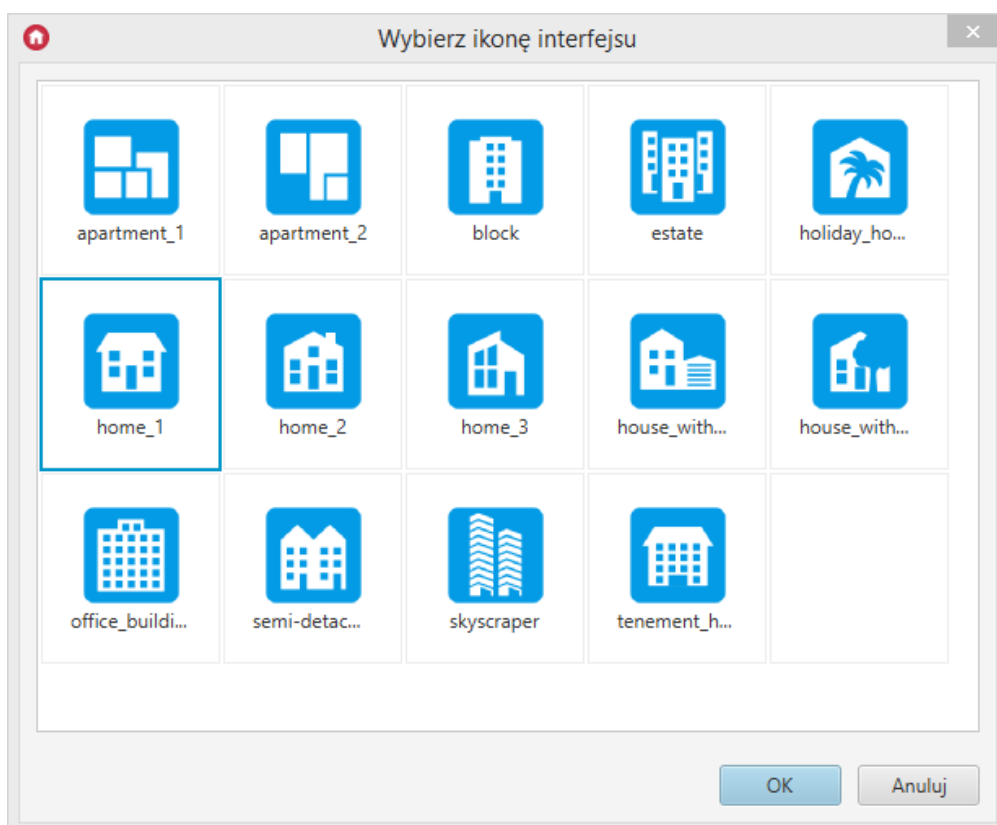 Wybierz ikonę interfejsu
apartment_1 apartment_2 block estate holiday_ho...
home_1 home_2 home_3 house_with... house_with...
office_buildi... semi-detac... skyscraper tenement_h...
OK Anuluj